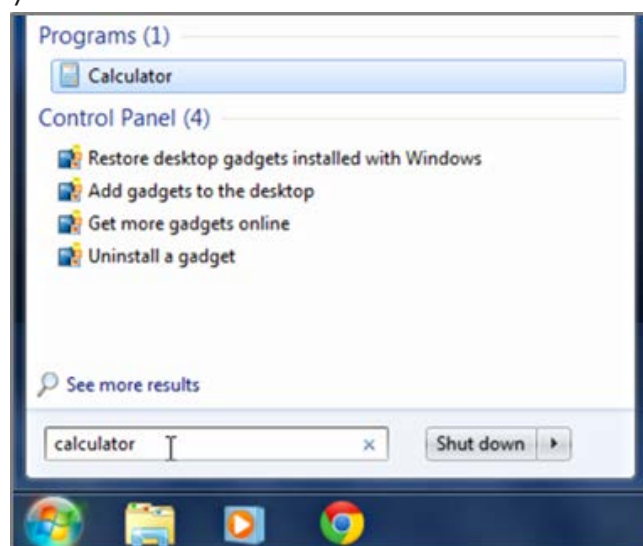 Programs (1)
Calculator
Control Panel (4)
Restore desktop gadgets installed with Windows
Add gadgets to the desktop
Get more gadgets online
Uninstall a gadget
See more results
calculator
Shut down